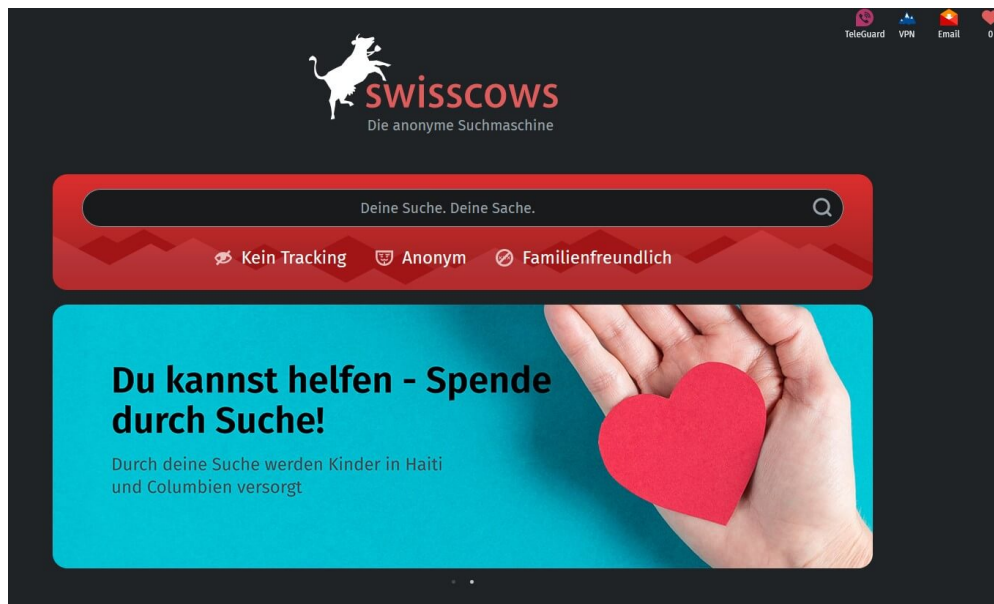 TeleGuard VPN Email 0
swisscows
Die anonyme Suchmaschine
Deine Suche. Deine Sache.
Kein Tracking Anonym Familienfreundlich
Du kannst helfen - Spende
durch Suche!
Durch deine Suche werden Kinder in Haiti
und Columbien versorgt